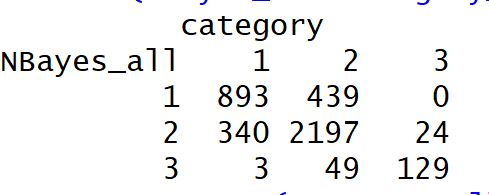 category
NBayes_all 1 2 3
1 893 439 0
2 340 2197 24
3 3 49 129